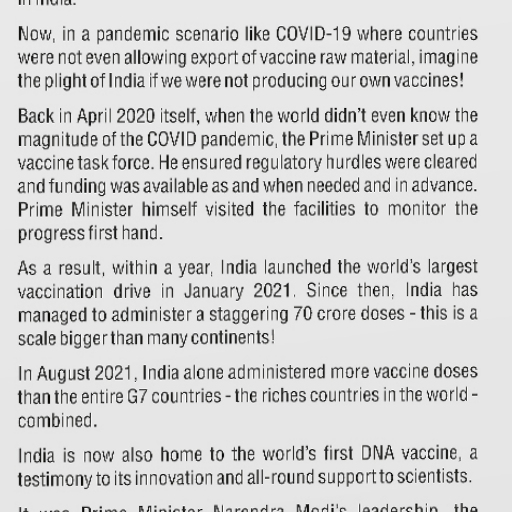 in India.
Now, in a pandemic scenario like COVID-19 where countries
were not even allowing export of vaccine raw material, imagine
the plight of India if we were not producing our own vaccines!
Back in April 2020 itself, when the world didn't even know the
magnitude of the COVID pandemic, the Prime Minister set up a
vaccine task force. He ensured regulatory hurdles were cleared
and funding was available as and when needed and in advance.
Prime Minister himself visited the facilities to monitor the
progress first hand.
As a result, within a year, India launched the world's largest
vaccination drive in January 2021. Since then, India has
managed to administer a staggering 70 crore doses - this is a
scale bigger than many continents!
In August 2021, India alone administered more vaccine doses
than the entire G7 countries - the riches countries in the world -
combined.
India is now also home to the world's first DNA vaccine, a
testimony to its innovation and all-round support to scientists.
It was Prime Minister Narendra Modi's leadership, the